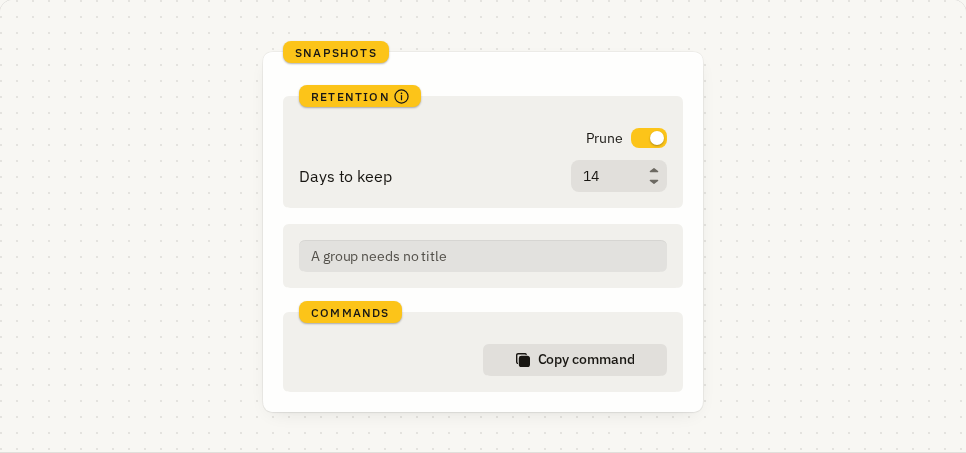 SNAPSHOTS
RETENTION
Prune
Days to keep
14
A group needs no title
COMMANDS
Copy command